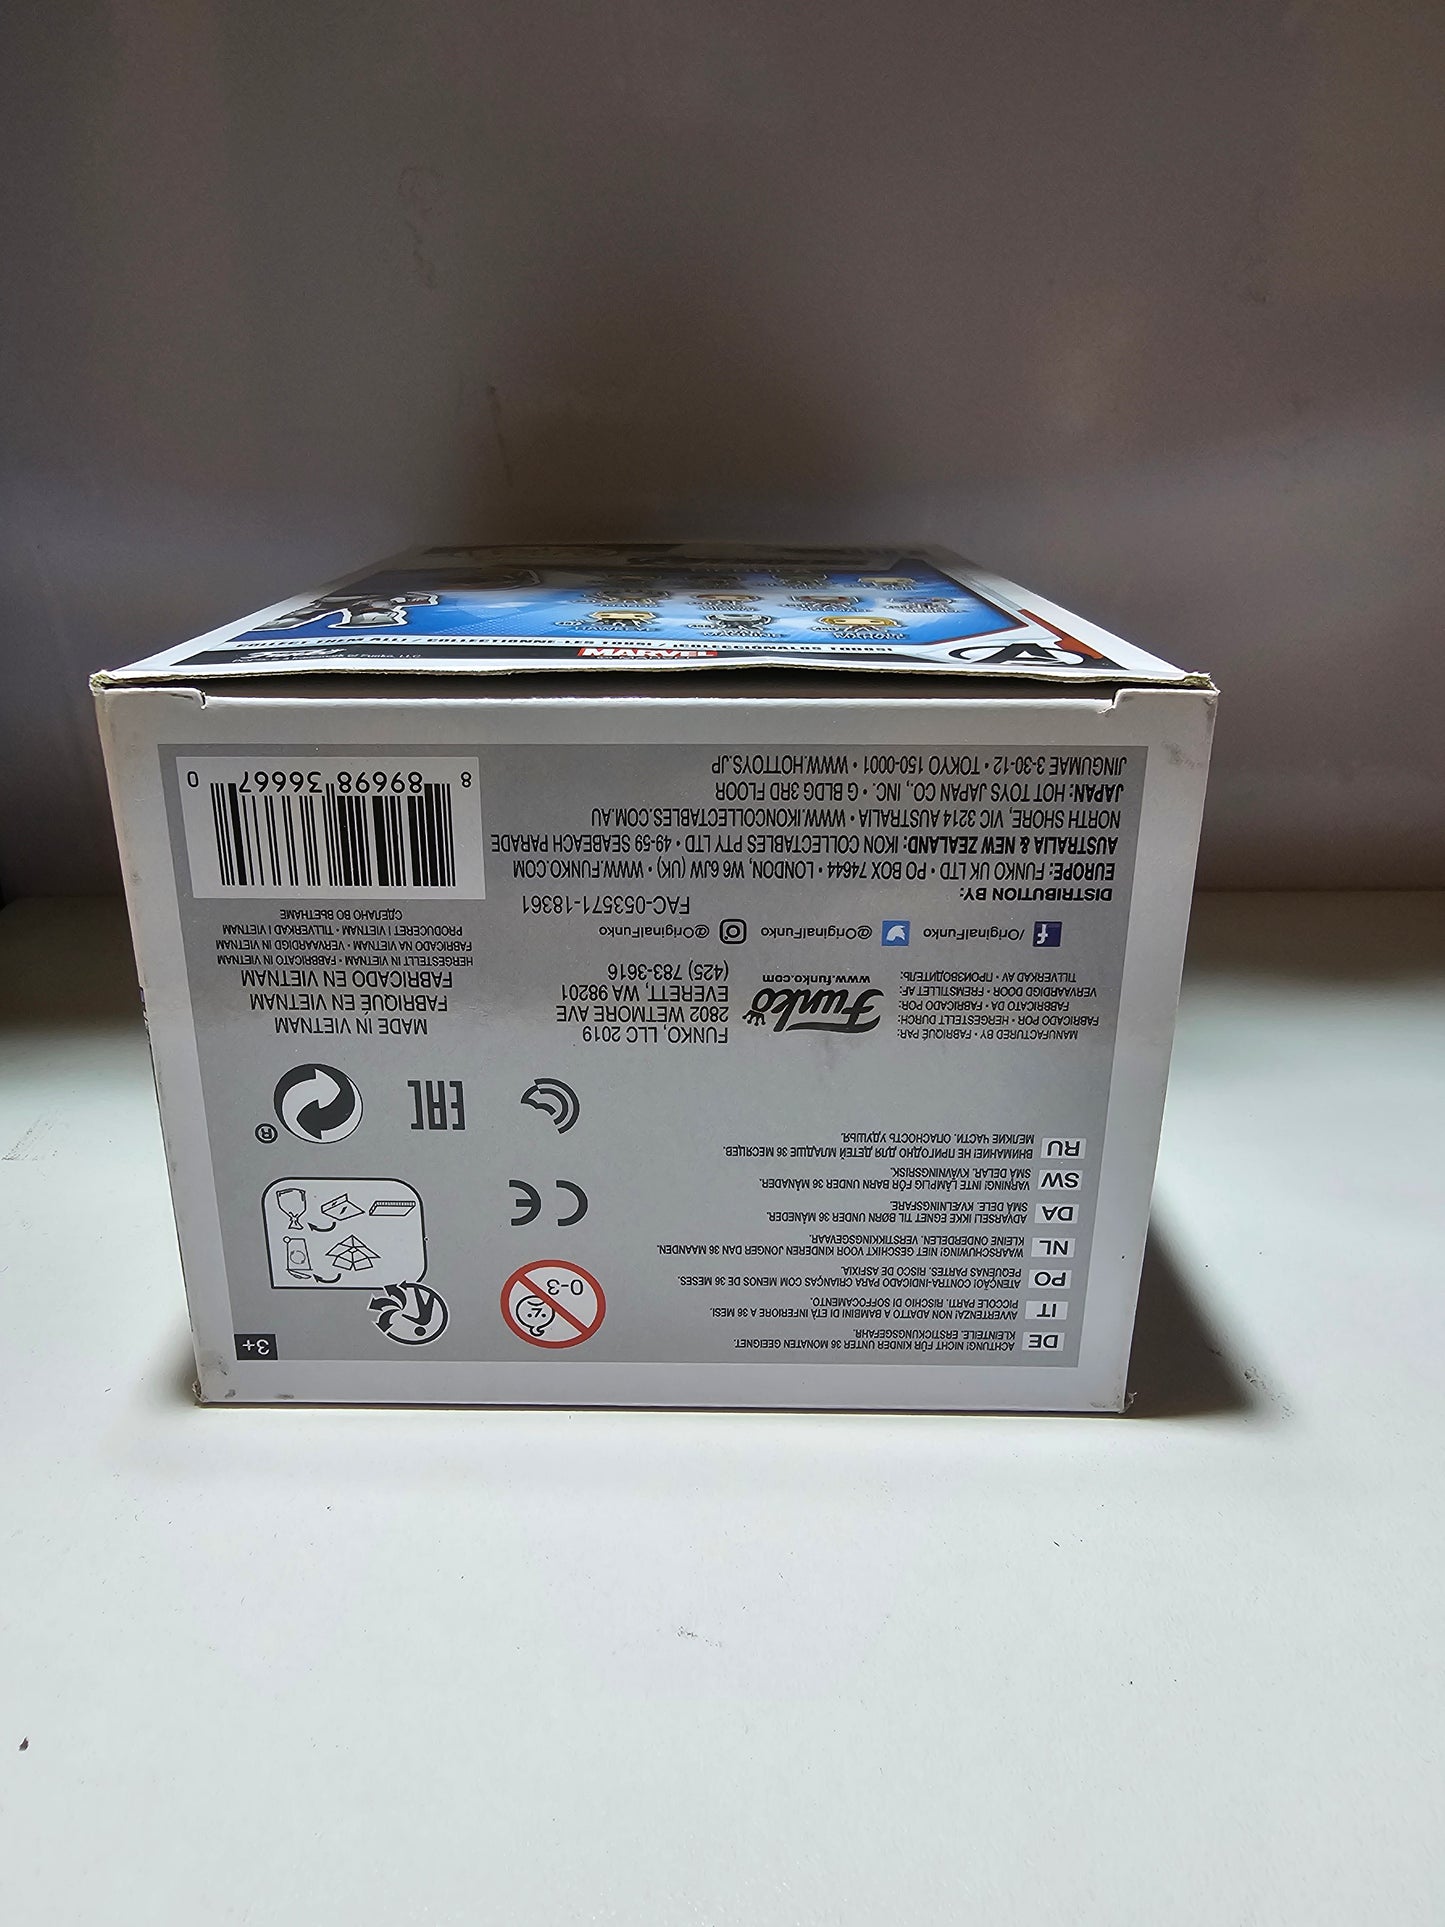 DE
ACHTUNG! NICHT FÜR KINDER UNTER 36 MONATEN GEEIGNET.
KLEINTEILE. ERSTICKUNGSGEFAHR.
IT
AVVERTENZA! NON ADATTO A BAMBINI DI ETÀ INFERIORE A 36 MESI.
PICCOLE PARTI. RISCHIO DI SOFFOCAMENTO.
PO
ATENÇÃO! CONTRA-INDICADO PARA CRIANÇAS COM MENOS DE 36 MESES.
PEQUENAS PARTES. RISCO DE ASFIXIA.
NL
WAARSCHUWING! NIET GESCHIKT VOOR KINDEREN JONGER DAN 36 MAANDEN.
KLEINE ONDERDELEN. VERSTIKKINGSGEVAAR.
DA
ADVARSEL! IKKE EGNET TIL BØRN UNDER 36 MÅNEDER.
SMÅ DELE. KVÆLNINGSFARE.
SW
VARNING! INTE LÄMPLIG FÖR BARN UNDER 36 MÅNADER.
SMÅ DELAR. KVÄVNINGSRISK.
RU
ВНИМАНИЕ! НЕ ПРИГОДНО ДЛЯ ДЕТЕЙ МЛАДШЕ 36 МЕСЯЦЕВ.
МЕЛКИЕ ЧАСТИ. ОПАСНОСТЬ УДУШЬЯ.
0-3
3+
CE
EAC
®
MANUFACTURED BY • FABRIQUÉ PAR:
FABRICADO POR • HERGESTELLT DURCH:
FABRICATO DA • FABRICADO POR:
VERVAARDIGD DOOR • FREMSTILLET AF:
TILLVERKAD AV • ПРОИЗВОДИТЕЛЬ:
Funko
www.funko.com
FUNKO, LLC 2019
2802 WETMORE AVE
EVERETT, WA 98201
(425) 783-3616
MADE IN VIETNAM
FABRIQUÉ EN VIETNAM
FABRICADO EN VIETNAM
HERGESTELLT IN VIETNAM • FABBRICATO IN VIETNAM
FABRICADO NA VIETNAM • VERVAARDIGD IN VIETNAM
PRODUCERET I VIETNAM • TILLVERKAD I VIETNAM
СДЕЛАНО ВО ВЬЕТНАМЕ
/OriginalFunko
@OriginalFunko
@OriginalFunko
FAC-053571-18361
DISTRIBUTION BY:
EUROPE: FUNKO UK LTD • PO BOX 74644 • LONDON, W6 6JW (UK) • WWW.FUNKO.COM
AUSTRALIA & NEW ZEALAND: IKON COLLECTABLES PTY LTD • 49-59 SEABEACH PARADE
NORTH SHORE, VIC 3214 AUSTRALIA • WWW.IKONCOLLECTABLES.COM.AU
JAPAN: HOT TOYS JAPAN CO., INC. • G BLDG 3RD FLOOR
JINGUMAE 3-30-12 • TOKYO 150-0001 • WWW.HOTTOYS.JP
8 89698 36667 0
MARVEL
THEM ALL! / COLLECTIONNE-LES TOUS! / ¡COLECCIÓNALOS TODOS!